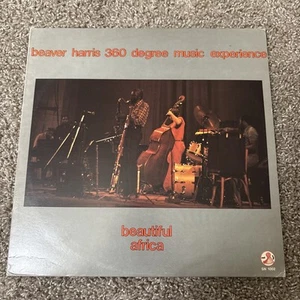 beaver harris 360 degree music experience
beautiful
africa